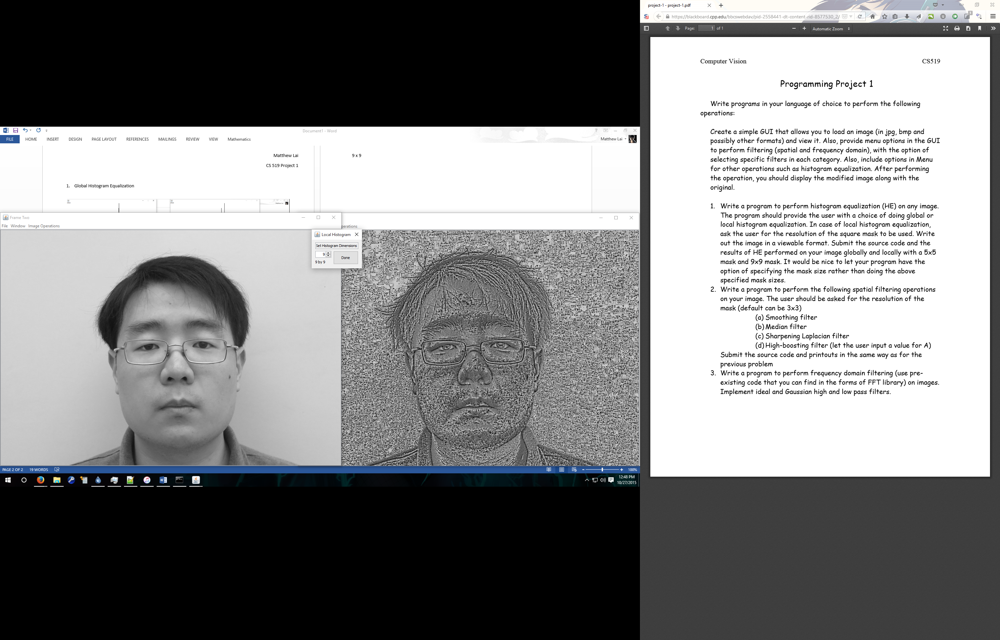 Document1 - Word
FILE HOME INSERT DESIGN PAGE LAYOUT REFERENCES MAILINGS REVIEW VIEW Mathematics
Matthew Lai
Matthew Lai
CS 519 Project 1
1. Global Histogram Equalization
9 x 9
Frame Two
File Window Image Operations
perations
Local Histogram
Set Histogram Dimensions
9
Done
9 by 9
PAGE 2 OF 2 19 WORDS
100%
12:48 PM
10/27/2015
project-1 - project-1.pdf
https://blackboard.cpp.edu/bbcswebdav/pid-2558441-dt-content-rid-8577530_2/
Page: 1 of 1
Automatic Zoom
Computer Vision CS519
Programming Project 1
Write programs in your language of choice to perform the following
operations:
Create a simple GUI that allows you to load an image (in jpg, bmp and
possibly other formats) and view it. Also, provide menu options in the GUI
to perform filtering (spatial and frequency domain), with the option of
selecting specific filters in each category. Also, include options in Menu
for other operations such as histogram equalization. After performing
the operation, you should display the modified image along with the
original.
1. Write a program to perform histogram equalization (HE) on any image.
The program should provide the user with a choice of doing global or
local histogram equalization. In case of local histogram equalization,
ask the user for the resolution of the square mask to be used. Write
out the image in a viewable format. Submit the source code and the
results of HE performed on your image globally and locally with a 5x5
mask and 9x9 mask. It would be nice to let your program have the
option of specifying the mask size rather than doing the above
specified mask sizes.
2. Write a program to perform the following spatial filtering operations
on your image. The user should be asked for the resolution of the
mask (default can be 3x3)
(a) Smoothing filter
(b) Median filter
(c) Sharpening Laplacian filter
(d) High-boosting filter (let the user input a value for A)
Submit the source code and printouts in the same way as for the
previous problem
3. Write a program to perform frequency domain filtering (use pre-
existing code that you can find in the forms of FFT library) on images.
Implement ideal and Gaussian high and low pass filters.